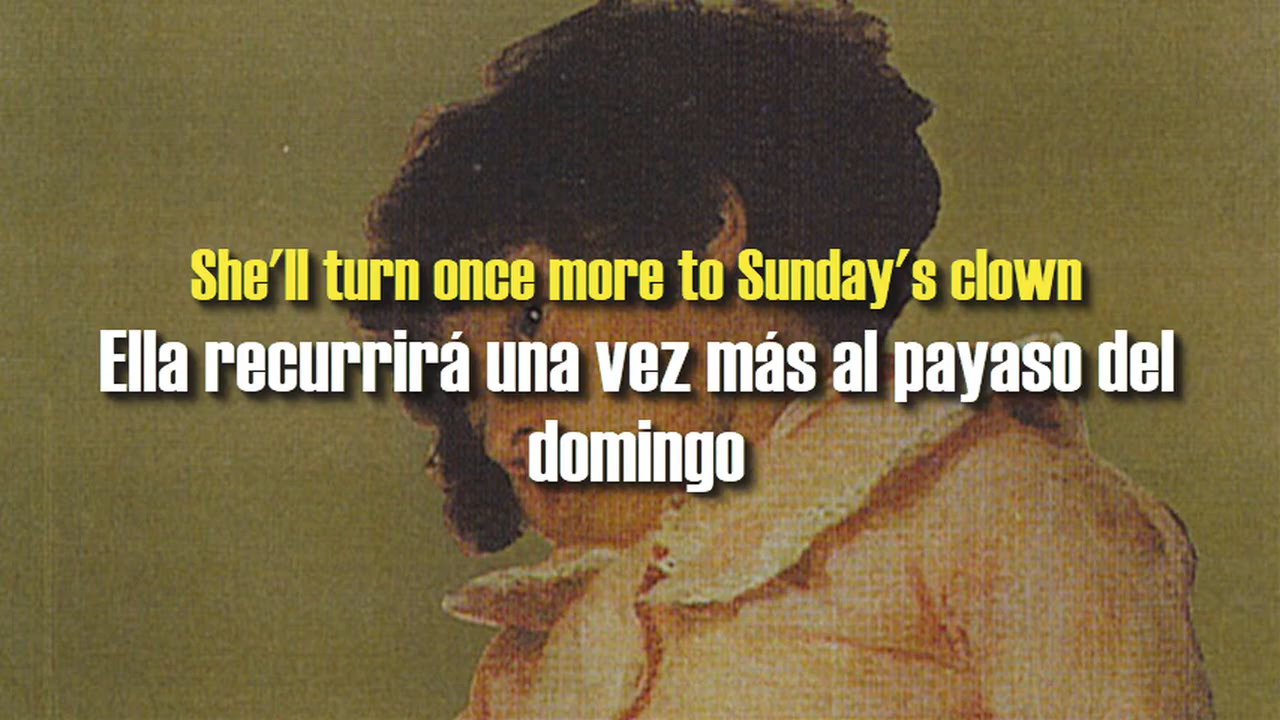 She'll turn once more to Sunday's clown
Ella recurrirá una vez más al payaso del
domingo